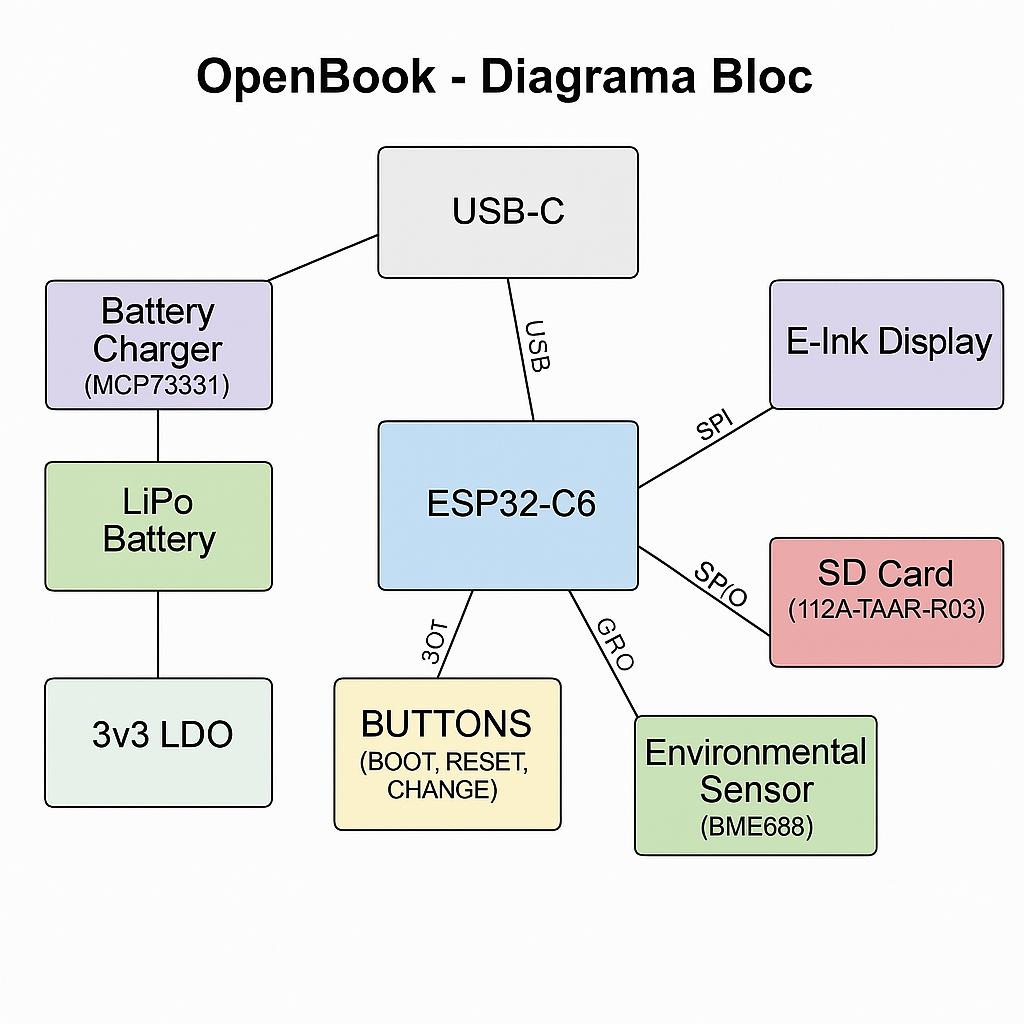 OpenBook - Diagrama Bloc
USB-C
Battery
Charger
(MCP73331)
USB
E-Ink Display
SPI
LiPo
Battery
ESP32-C6
SP(O
SD Card
(112A-TAAR-R03)
3OT
GRO
3v3 LDO
BUTTONS
(BOOT, RESET,
CHANGE)
Environmental
Sensor
(BME688)